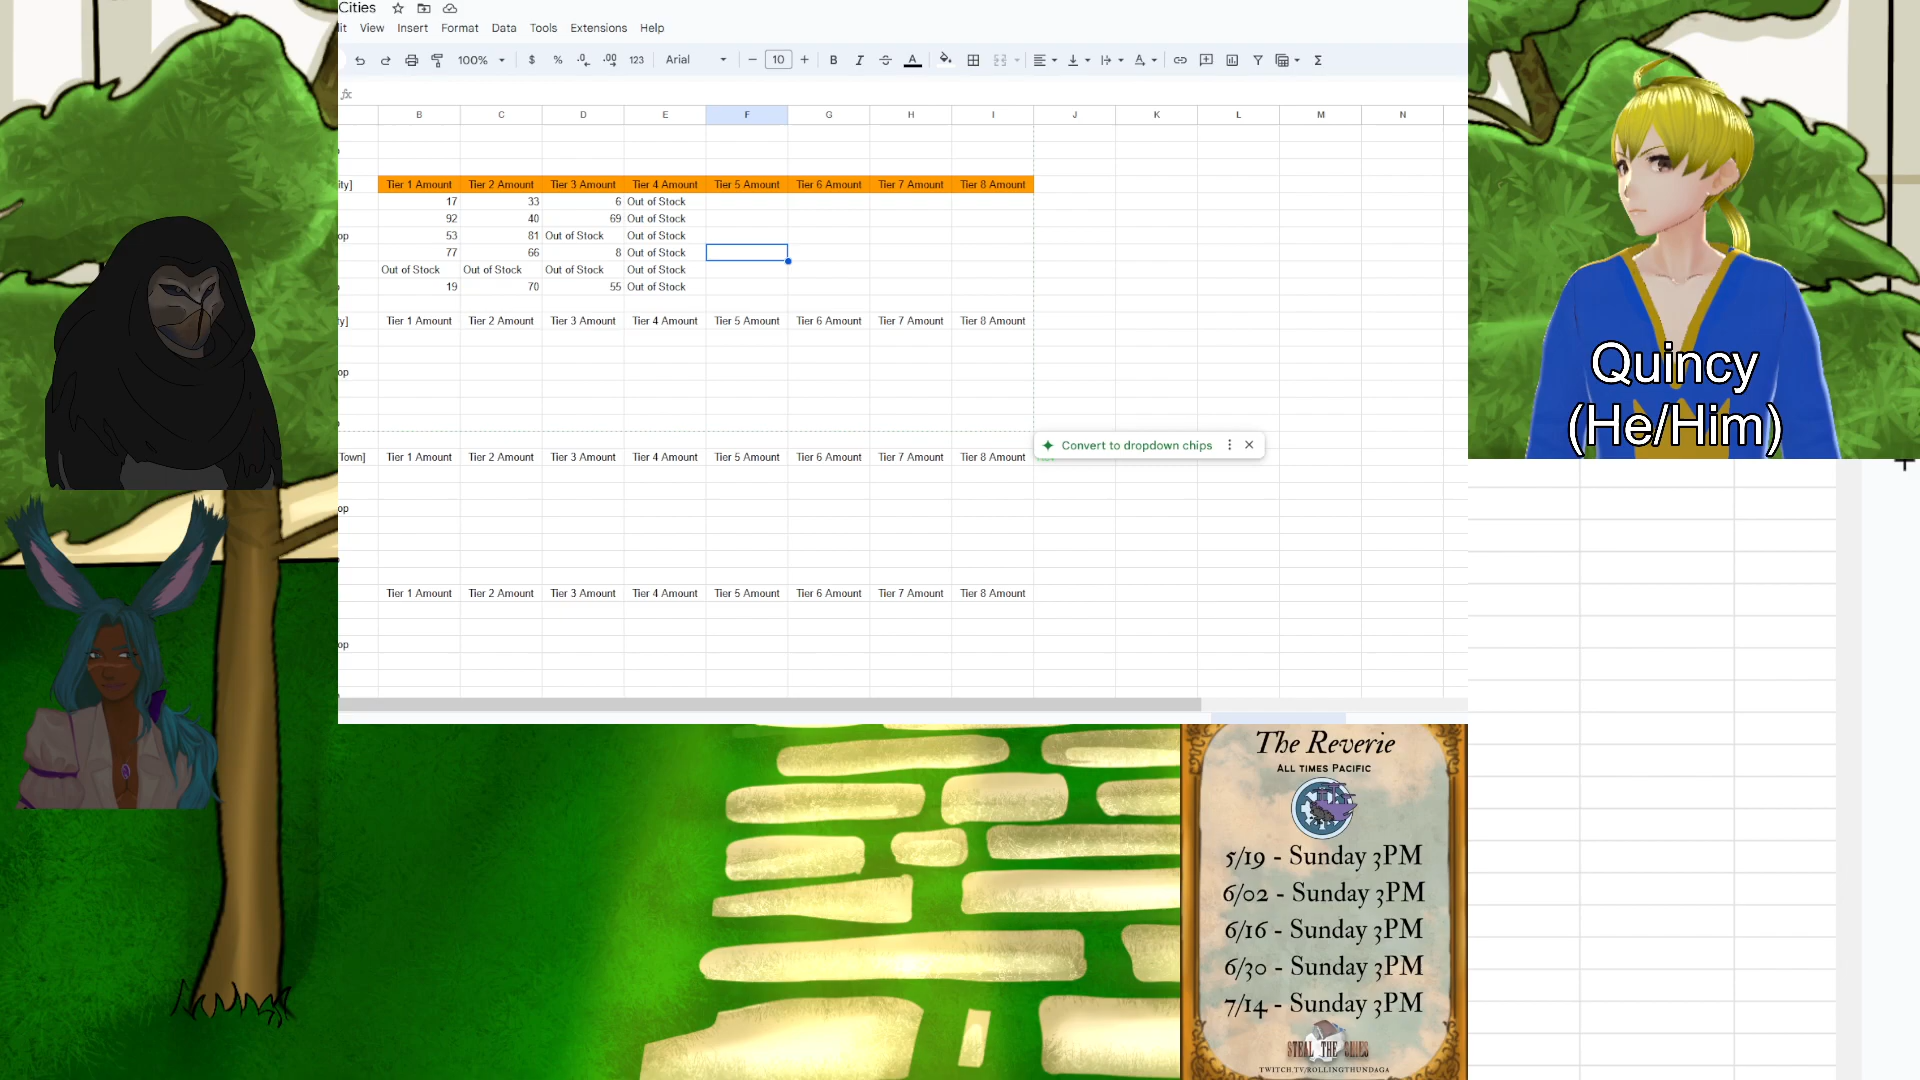 Cities
it View Insert Format Data Tools Extensions Help
100% $ % .0 .00 123 Arial 10 B I A Σ
fx
B C D E F G H I J K L M N
ity] Tier 1 Amount Tier 2 Amount Tier 3 Amount Tier 4 Amount Tier 5 Amount Tier 6 Amount Tier 7 Amount Tier 8 Amount
17 33 6 Out of Stock
92 40 69 Out of Stock
op 53 81 Out of Stock Out of Stock
77 66 8 Out of Stock
Out of Stock Out of Stock Out of Stock Out of Stock
19 70 55 Out of Stock
ty] Tier 1 Amount Tier 2 Amount Tier 3 Amount Tier 4 Amount Tier 5 Amount Tier 6 Amount Tier 7 Amount Tier 8 Amount
op
Convert to dropdown chips
Town] Tier 1 Amount Tier 2 Amount Tier 3 Amount Tier 4 Amount Tier 5 Amount Tier 6 Amount Tier 7 Amount Tier 8 Amount
op
Tier 1 Amount Tier 2 Amount Tier 3 Amount Tier 4 Amount Tier 5 Amount Tier 6 Amount Tier 7 Amount Tier 8 Amount
op
Quincy
(He/Him)
The Reverie
ALL TIMES PACIFIC
5/19 - Sunday 3PM
6/02 - Sunday 3PM
6/16 - Sunday 3PM
6/30 - Sunday 3PM
7/14 - Sunday 3PM
STEAL THE SKIES
TWITCH.TV/ROLLINGTHUNDAGA